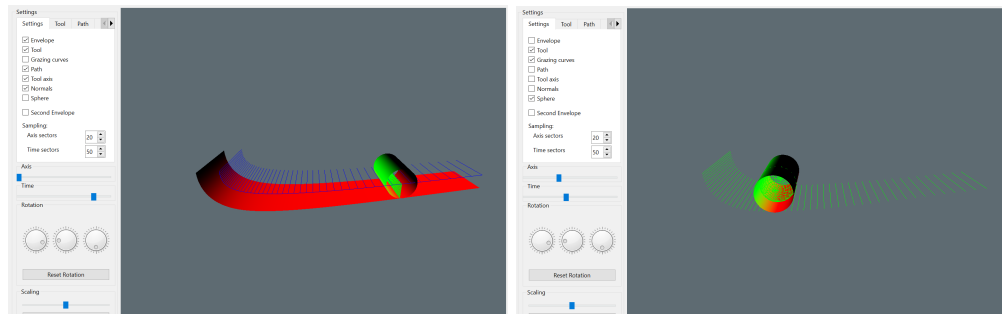 Settings
Settings Tool Path
Envelope
Tool
Grazing curves
Path
Tool axis
Normals
Sphere
Second Envelope
Sampling:
Axis sectors 20
Time sectors 50
Axis
Time
Rotation
Reset Rotation
Scaling
Settings
Settings Tool Path
Envelope
Tool
Grazing curves
Path
Tool axis
Normals
Sphere
Second Envelope
Sampling:
Axis sectors 20
Time sectors 50
Axis
Time
Rotation
Reset Rotation
Scaling